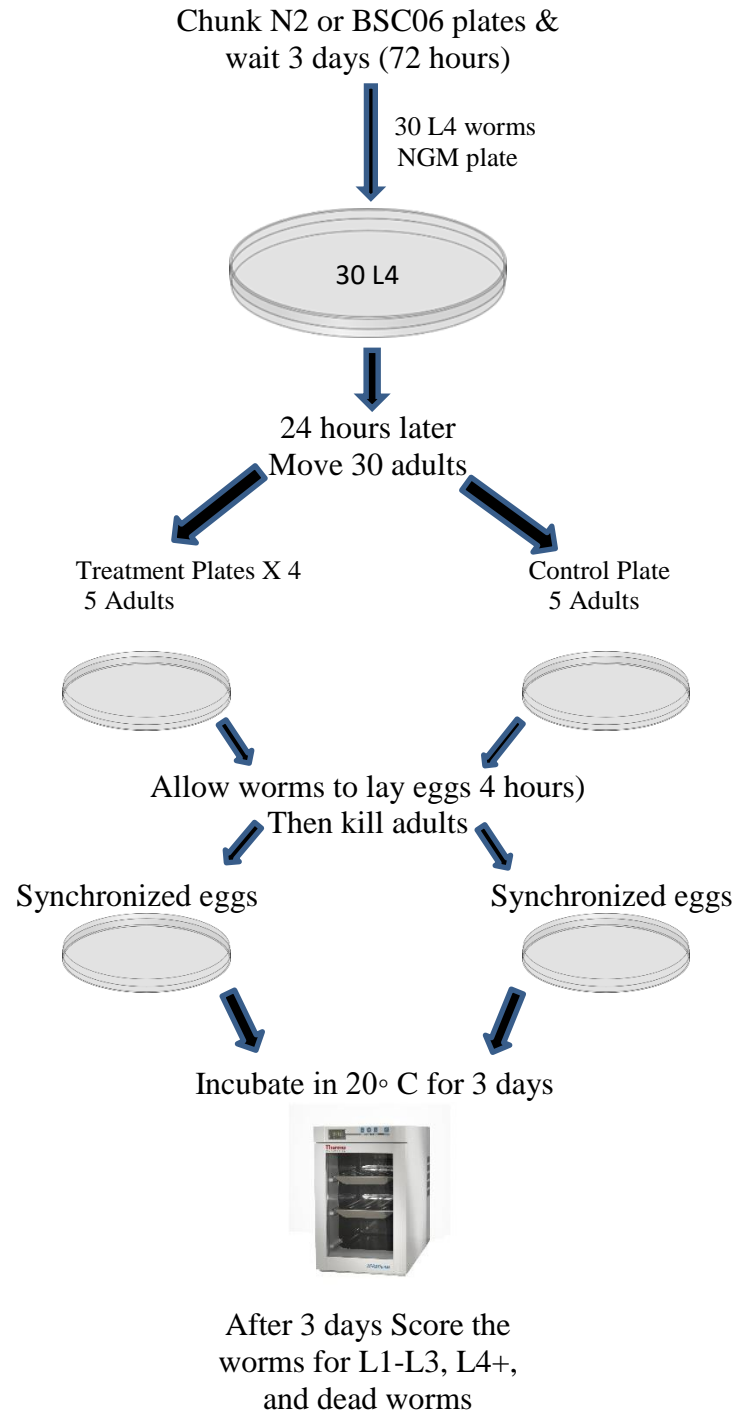 Chunk N2 or BSC06 plates &
wait 3 days (72 hours)
30 L4 worms
NGM plate
30 L4
24 hours later
Move 30 adults
Treatment Plates X 4
5 Adults
Control Plate
5 Adults
Allow worms to lay eggs 4 hours)
Then kill adults
Synchronized eggs
Synchronized eggs
Incubate in 20◦ C for 3 days
Thermo
After 3 days Score the
worms for L1-L3, L4+,
and dead worms